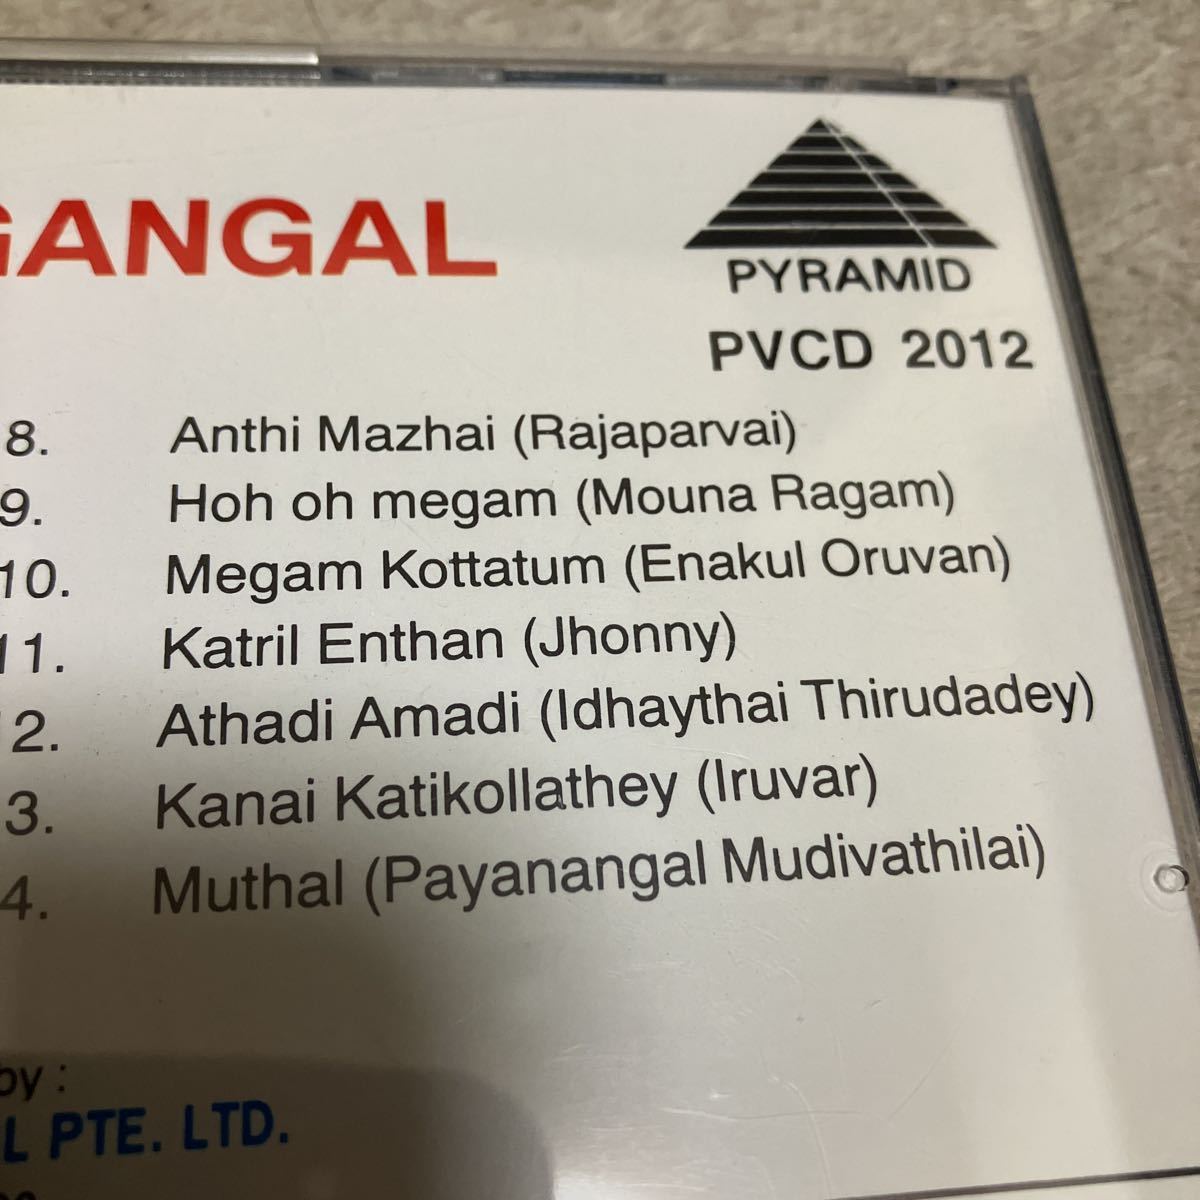 GANGAL
PYRAMID
PVCD 2012
8. Anthi Mazhai (Rajaparvai)
9. Hoh oh megam (Mouna Ragam)
10. Megam Kottatum (Enakul Oruvan)
11. Katril Enthan (Jhonny)
2. Athadi Amadi (Idhaythai Thirudadey)
3. Kanai Katikollathey (Iruvar)
4. Muthal (Payanangal Mudivathilai)
by :
L PTE. LTD.